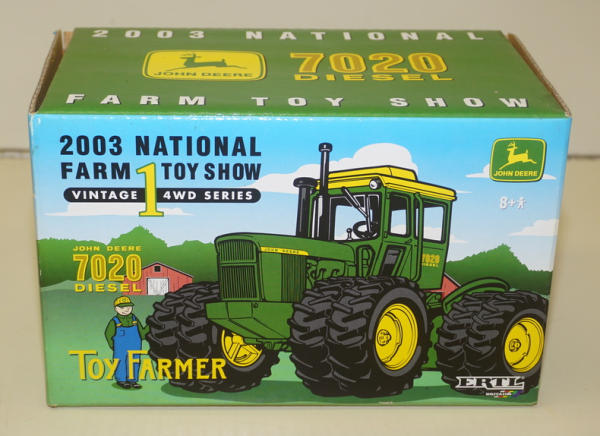 2003 NATIONAL
JOHN DEERE
7020
DIESEL
FARM TOY SHOW
2003 NATIONAL
FARM 1 TOY SHOW
VINTAGE 4WD SERIES
JOHN DEERE
8+
JOHN DEERE
7020
DIESEL
JOHN DEERE
7020
TOY FARMER
ERTL